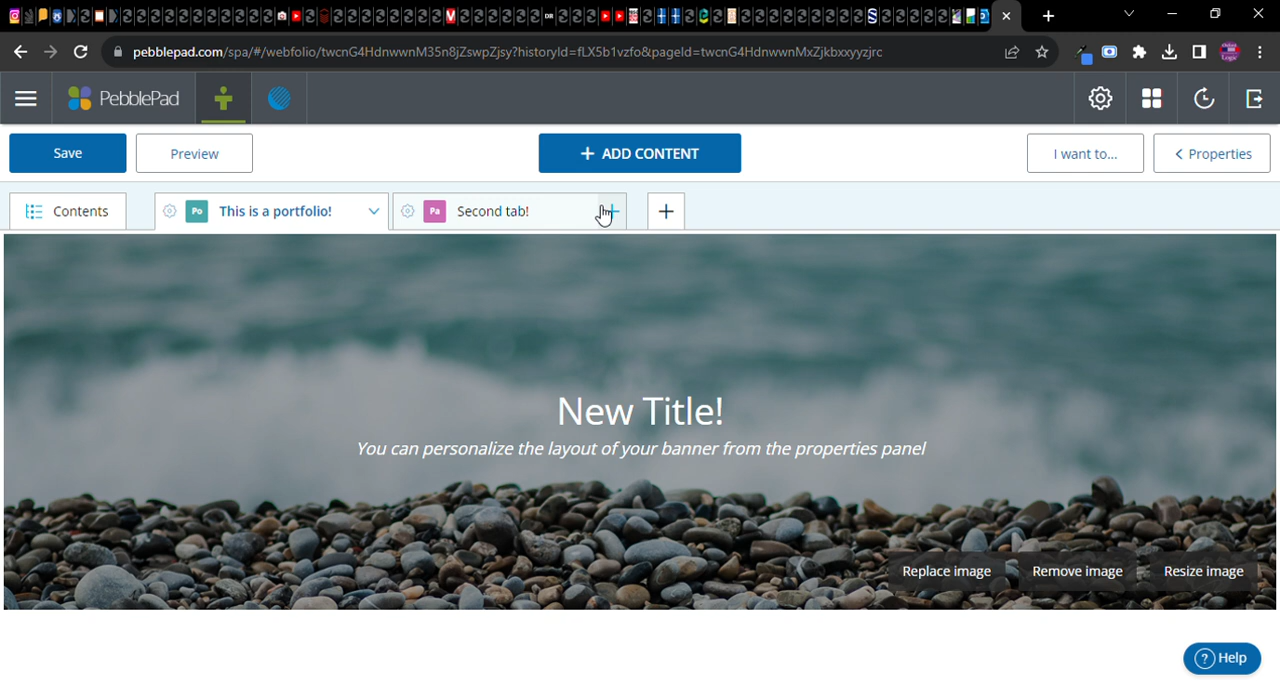 pebblepad.com/spa/#/webfolio/twcnG4HdnwwnM35n8jZswpZjsy?historyId=fLX5b1vzfo&pageId=twcnG4HdnwwnMxZjkbxxyyzjrc
PebblePad
Save
Preview
+ ADD CONTENT
I want to...
< Properties
Contents
Po
This is a portfolio!
Pa
Second tab!
New Title!
You can personalize the layout of your banner from the properties panel
Replace image
Remove image
Resize image
? Help